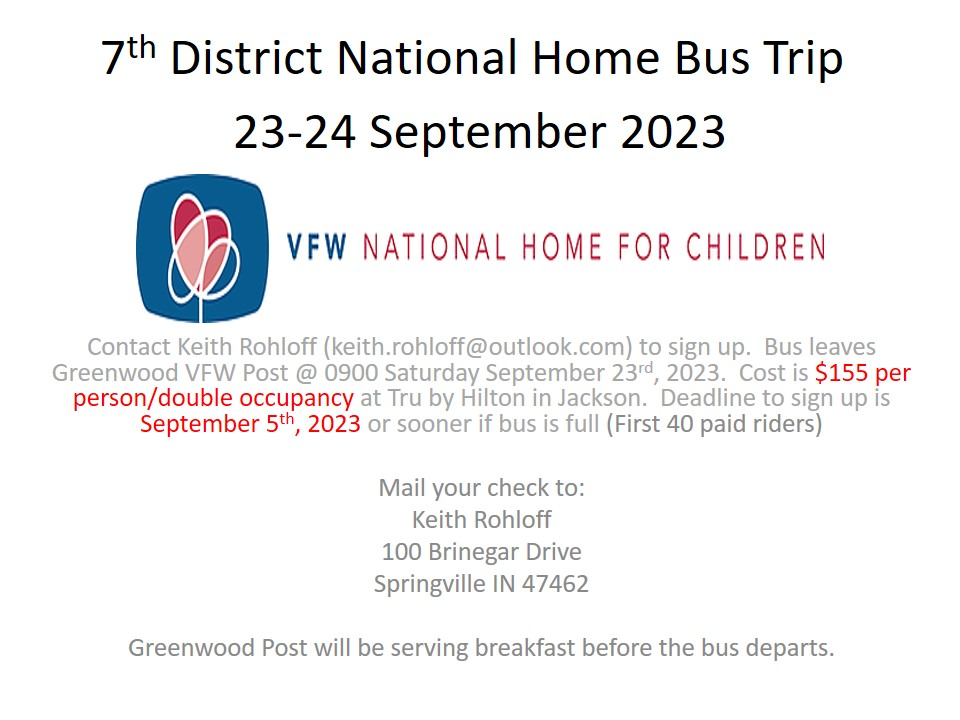 7th District National Home Bus Trip
23-24 September 2023
VFW NATIONAL HOME FOR CHILDREN
Contact Keith Rohloff (keith.rohloff@outlook.com) to sign up.  Bus leaves
Greenwood VFW Post @ 0900 Saturday September 23rd, 2023.  Cost is $155 per
person/double occupancy at Tru by Hilton in Jackson.  Deadline to sign up is
September 5th, 2023 or sooner if bus is full (First 40 paid riders)
Mail your check to:
Keith Rohloff
100 Brinegar Drive
Springville IN 47462
Greenwood Post will be serving breakfast before the bus departs.